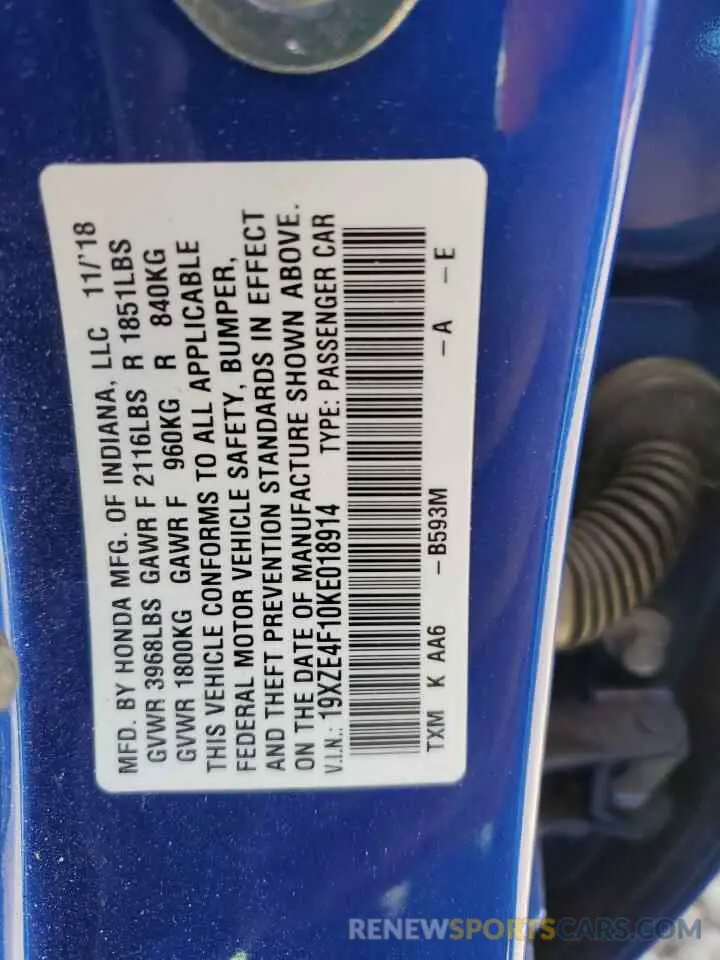 MFD. BY HONDA MFG. OF INDIANA, LLC 11/'18
GVWR 3968LBS GAWR F 2116LBS R 1851LBS
GVWR 1800KG GAWR F 960KG R 840KG
THIS VEHICLE CONFORMS TO ALL APPLICABLE
FEDERAL MOTOR VEHICLE SAFETY, BUMPER,
AND THEFT PREVENTION STANDARDS IN EFFECT
ON THE DATE OF MANUFACTURE SHOWN ABOVE.
V.I.N.: 19XZE4F10KE018914 TYPE: PASSENGER CAR
TXM K AA6 -B593M -A -E
RENEWSPORTSCARS.COM